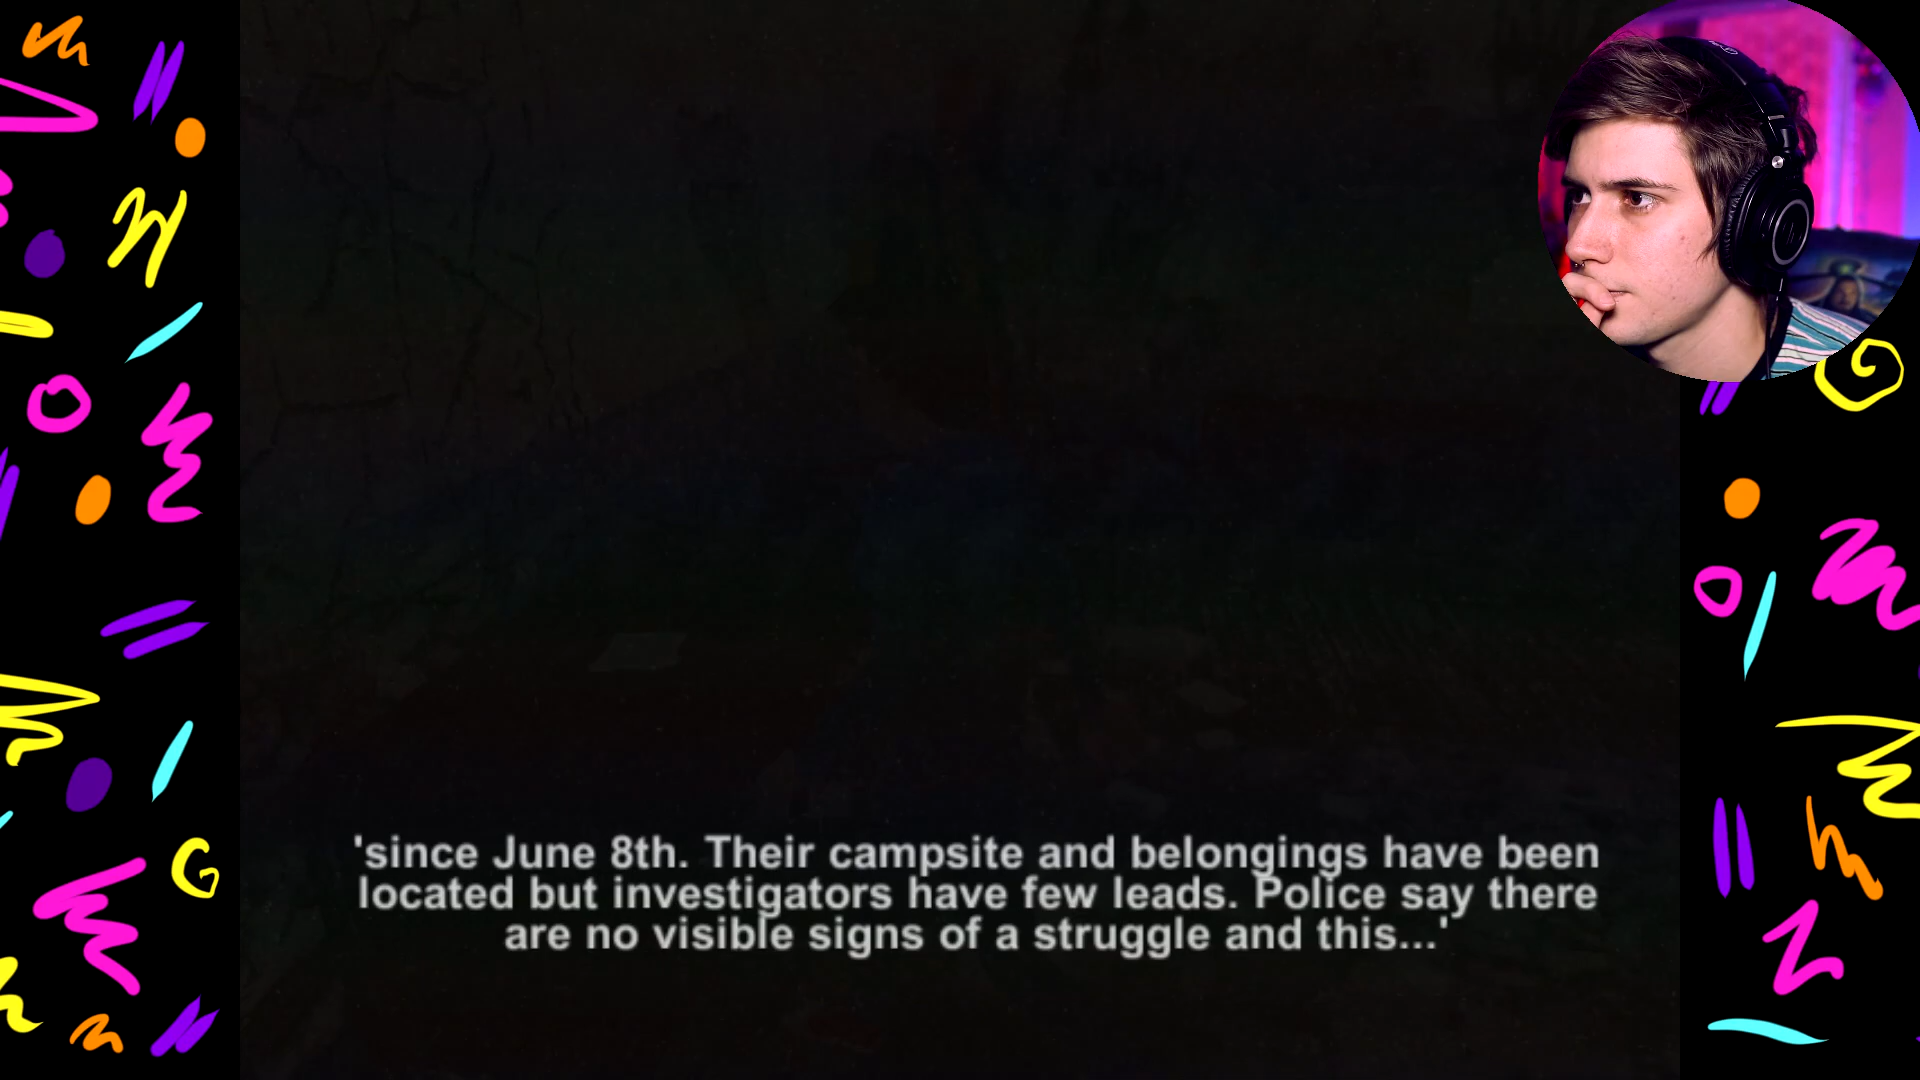 'since June 8th. Their campsite and belongings have been
located but investigators have few leads. Police say there
are no visible signs of a struggle and this...'